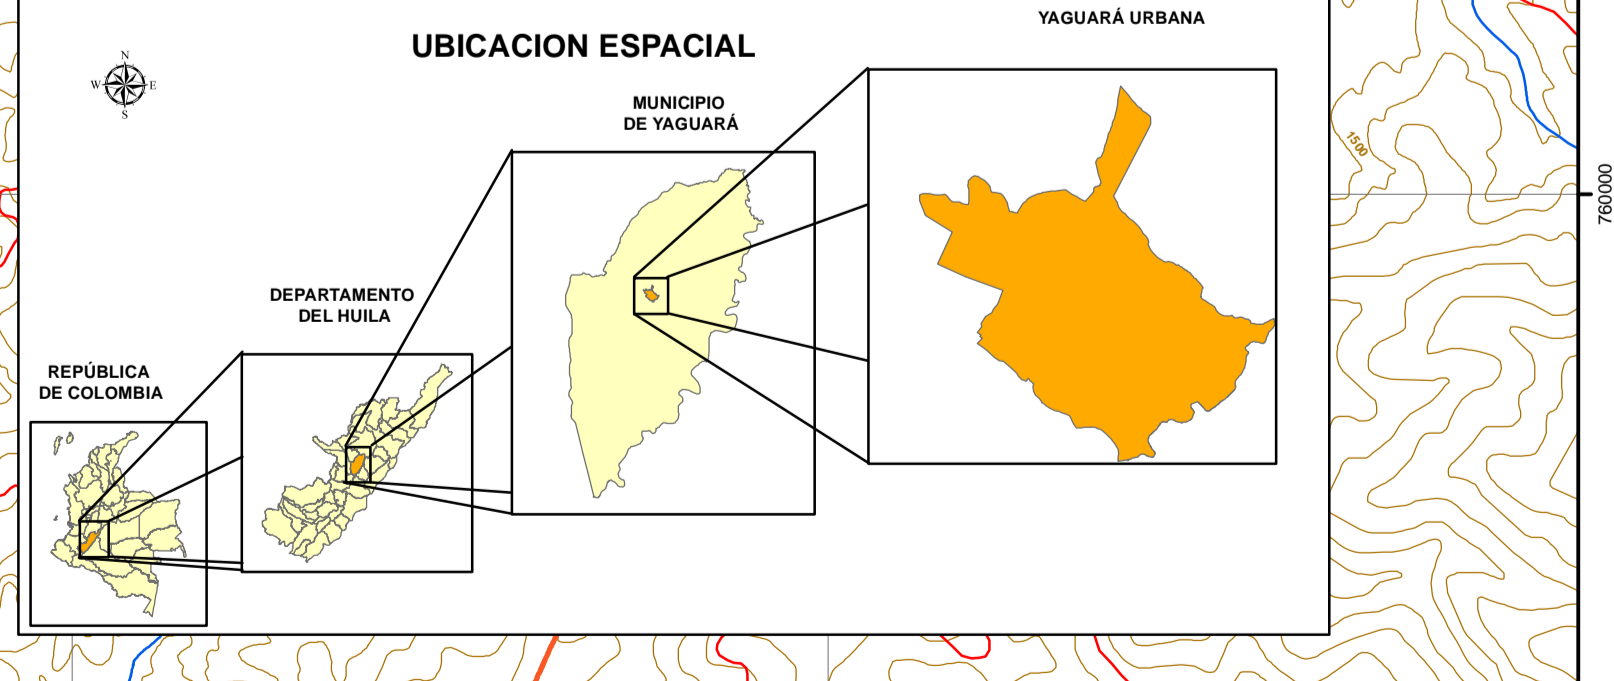 YAGUARÁ URBANA
UBICACION ESPACIAL
N
W E
S
MUNICIPIO
DE YAGUARÁ
DEPARTAMENTO
DEL HUILA
REPÚBLICA
DE COLOMBIA
1500
760000